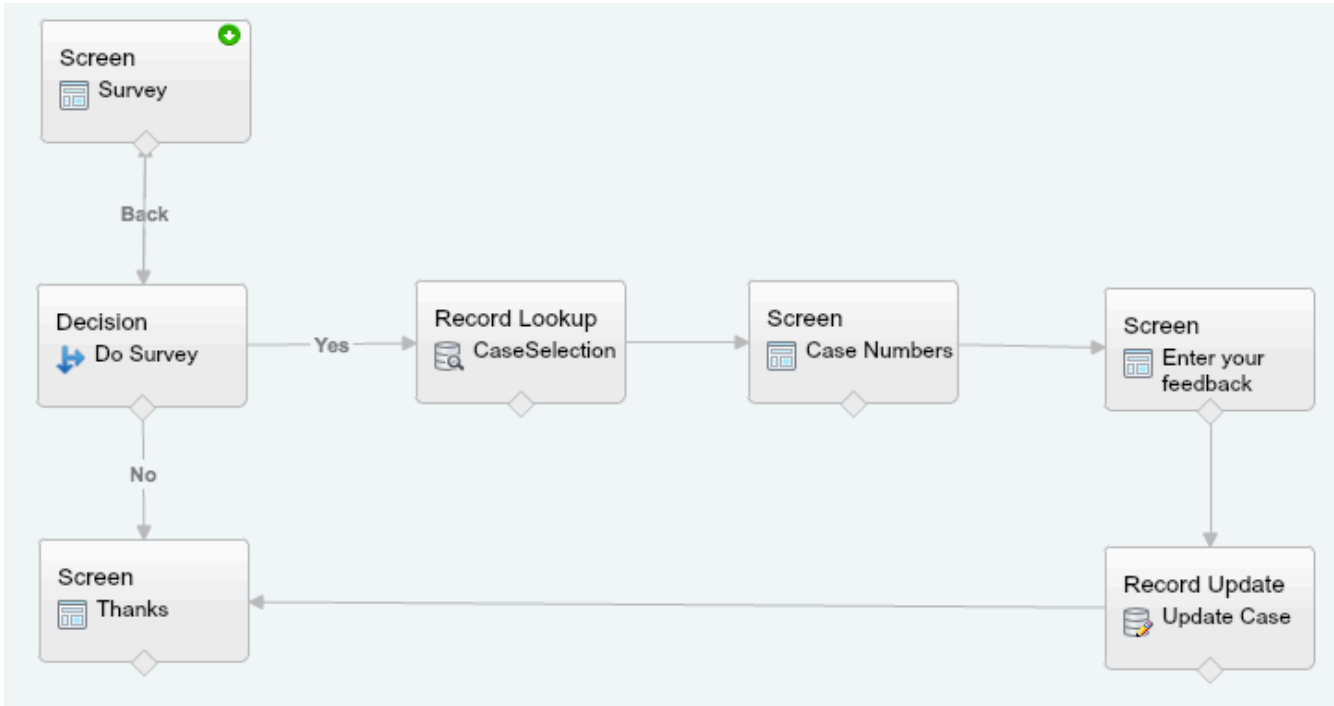 Screen
Survey
Back
Decision
Do Survey
Yes
Record Lookup
CaseSelection
Screen
Case Numbers
Screen
Enter your
feedback
No
Screen
Thanks
Record Update
Update Case